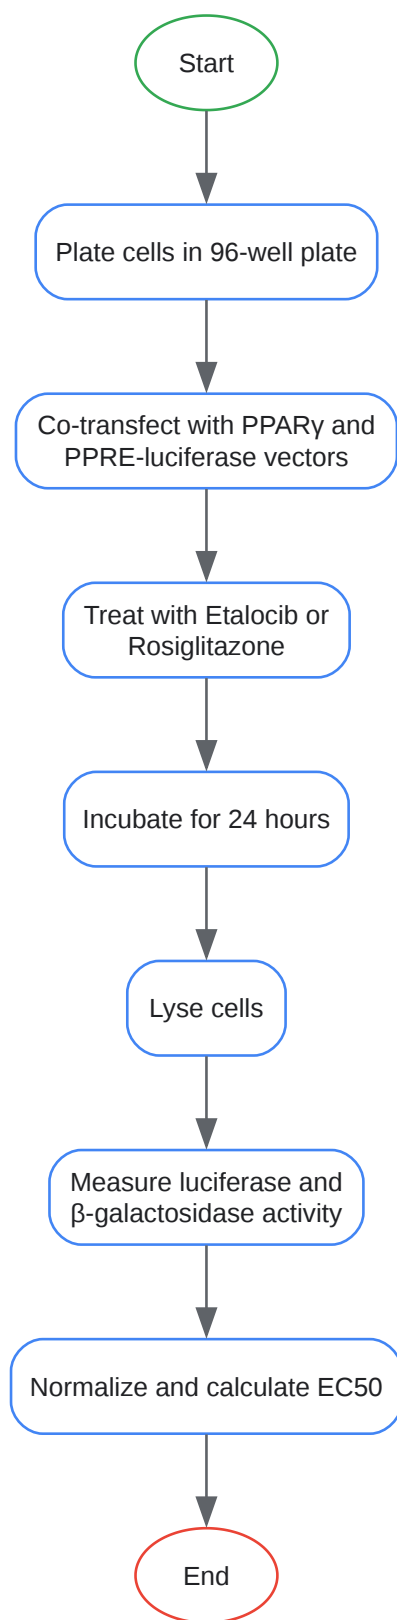 Start
Plate cells in 96-well plate
Co-transfect with PPARγ and
PPRE-luciferase vectors
Treat with Etalocib or
Rosiglitazone
Incubate for 24 hours
Lyse cells
Measure luciferase and
β-galactosidase activity
Normalize and calculate EC50
End